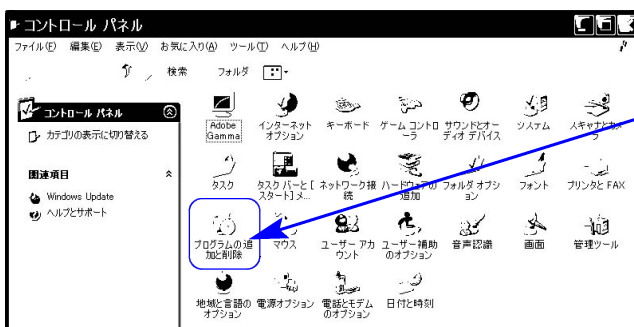 コントロール パネル
ファイル(F) 編集(E) 表示(V) お気に入り(A) ツール(T) ヘルプ(H)
検索 フォルダ
コントロール パネル
カテゴリの表示に切り替える
関連項目
Windows Update
ヘルプとサポート
Adobe
Gamma
インターネット
オプション
キーボード
ゲーム コントロ
ーラ
サウンドとオー
ディオ デバイス
システム
スキャナとカメ
ラ
タスク
タスク バーと [
スタート] メ...
ネットワーク接
続
ハードウェアの
追加
フォルダ オプシ
ョン
フォント
プリンタと FAX
プログラムの追
加と削除
マウス
ユーザー アカ
ウント
ユーザー補助
のオプション
音声認識
画面
管理ツール
地域と言語の
オプション
電源オプション
電話とモデム
のオプション
日付と時刻